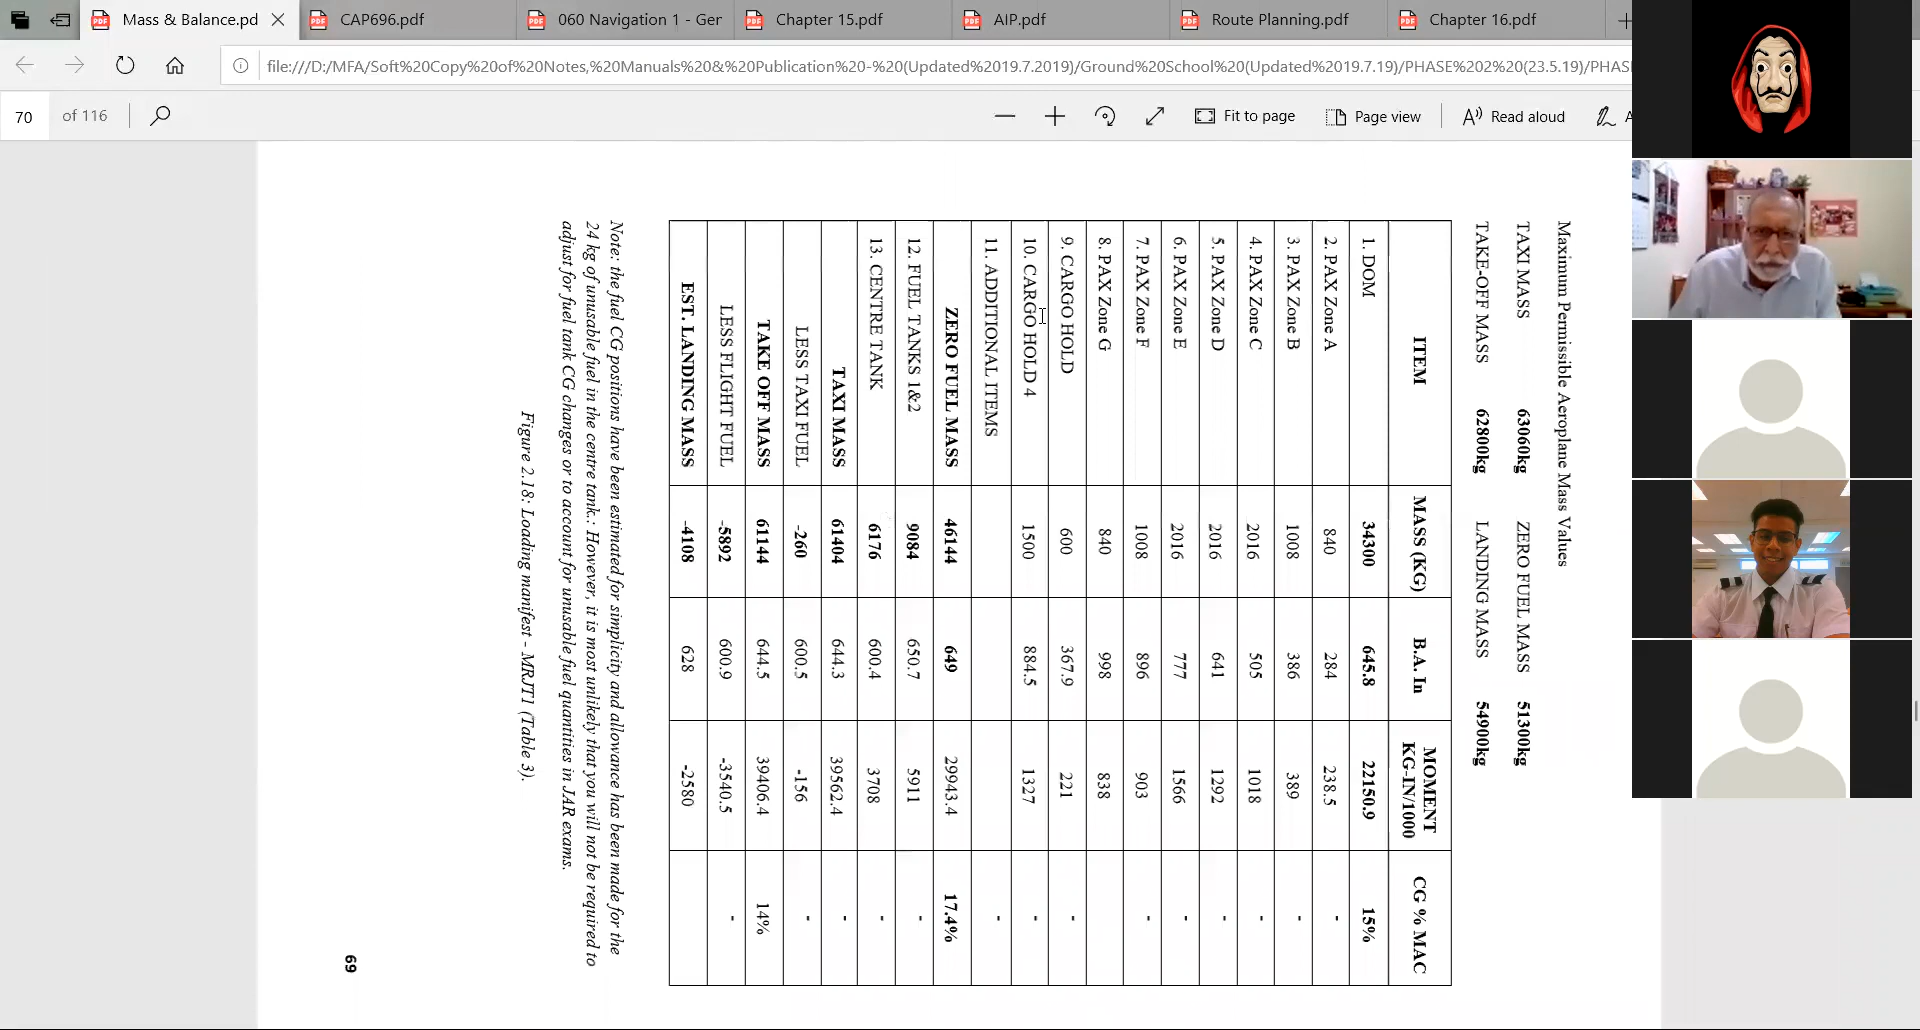 Mass & Balance.pd
CAP696.pdf
060 Navigation 1 - Ger
Chapter 15.pdf
AIP.pdf
Route Planning.pdf
Chapter 16.pdf
file:///D:/MFA/Soft%20Copy%20of%20Notes,%20Manuals%20&%20Publication%20-%20(Updated%2019.7.2019)/Ground%20School%20(Updated%2019.7.19)/PHASE%202%20(23.5.19)/PHAS
70 of 116
Fit to page
Page view
Read aloud
Maximum Permissible Aeroplane Mass Values
TAXI MASS 63060kg ZERO FUEL MASS 51300kg
TAKE-OFF MASS 62800kg LANDING MASS 54900kg
ITEM MASS (KG) B.A. In MOMENT KG-IN/1000 CG % MAC
1. DOM 34300 645.8 22150.9 15%
2. PAX Zone A 840 284 238.5 -
3. PAX Zone B 1008 386 389 -
4. PAX Zone C 2016 505 1018 -
5. PAX Zone D 2016 641 1292 -
6. PAX Zone E 2016 777 1566 -
7. PAX Zone F 1008 896 903 -
8. PAX Zone G 840 998 838
9. CARGO HOLD 600 367.9 221 -
10. CARGO HOLD 4 1500 884.5 1327 -
11. ADDITIONAL ITEMS -
ZERO FUEL MASS 46144 649 29943.4 17.4%
12. FUEL TANKS 1&2 9084 650.7 5911 -
13. CENTRE TANK 6176 600.4 3708 -
TAXI MASS 61404 644.3 39562.4 -
LESS TAXI FUEL -260 600.5 -156 -
TAKE OFF MASS 61144 644.5 39406.4 14%
LESS FLIGHT FUEL -5892 600.9 -3540.5 -
EST. LANDING MASS -4108 628 -2580
Note: the fuel CG positions have been estimated for simplicity and allowance has been made for the
24 kg of unusable fuel in the centre tank.: However, it is most unlikely that you will not be required to
adjust for fuel tank CG changes or to account for unusable fuel quantities in JAR exams.
Figure 2.18: Loading manifest - MRJT1 (Table 3).
69